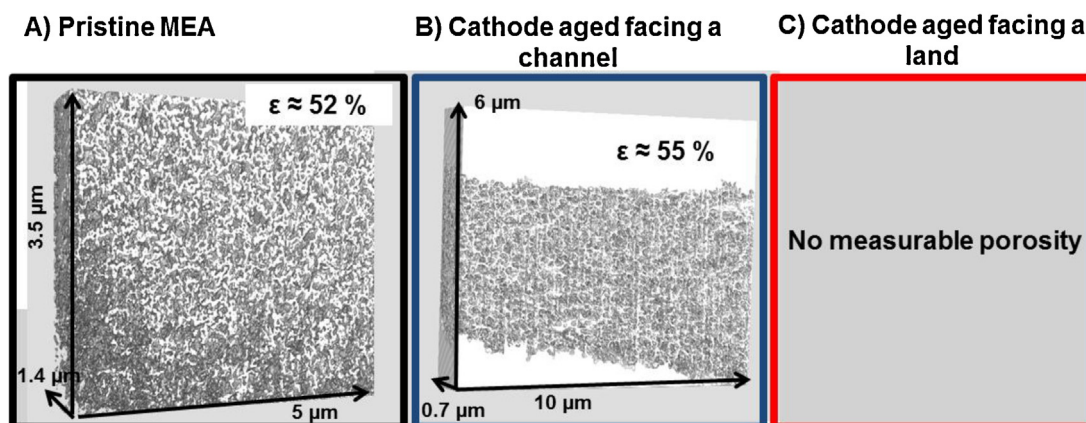 A) Pristine MEA
ε ≈ 52 %
3.5 µm
1.4 µm
5 µm
B) Cathode aged facing a
channel
6 µm
ε ≈ 55 %
0.7 µm
10 µm
C) Cathode aged facing a
land
No measurable porosity